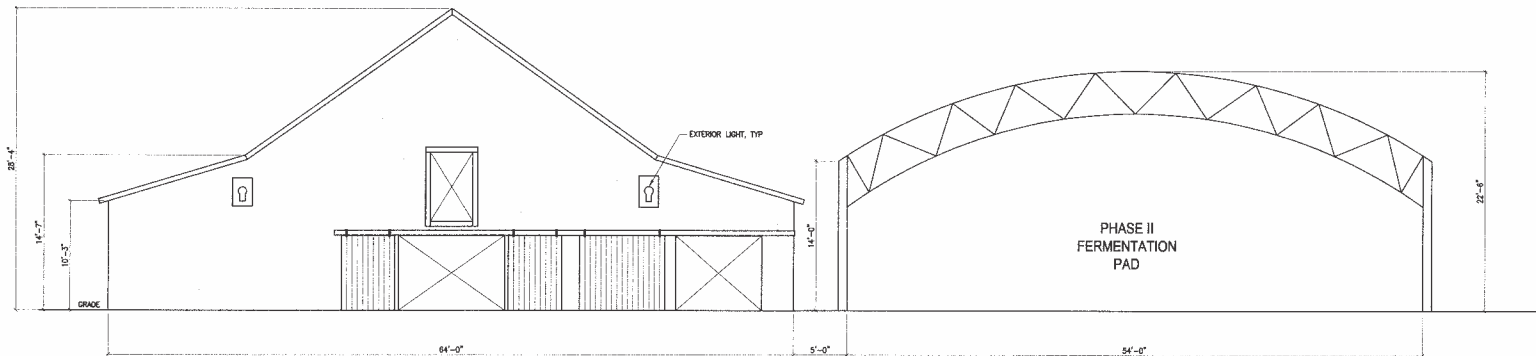 28'-4"
14'-7"
10'-3"
GRADE
EXTERIOR LIGHT, TYP
14'-0"
PHASE II
FERMENTATION
PAD
22'-6"
64'-0"
5'-0"
54'-0"